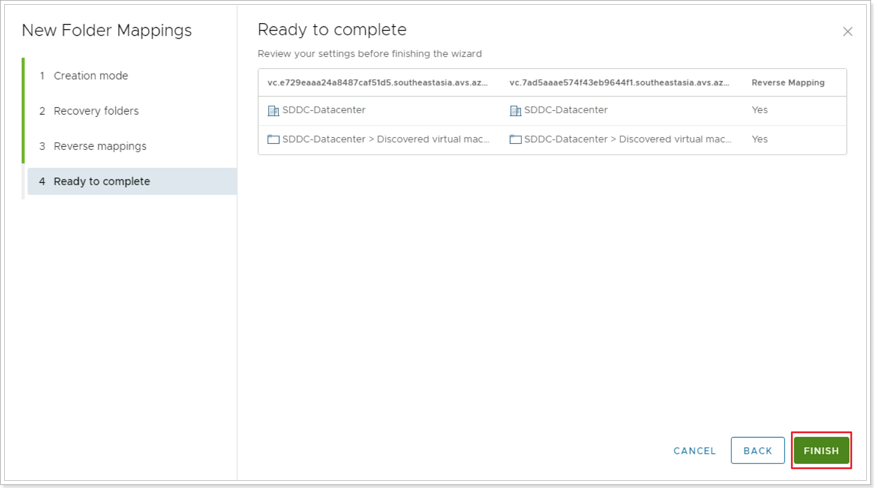 New Folder Mappings
1 Creation mode
2 Recovery folders
3 Reverse mappings
4 Ready to complete
Ready to complete
Review your settings before finishing the wizard
vc.e729eaaa24a8487caf51d5.southeastasia.avs.az... vc.7ad5aaae574f43eb9644f1.southeastasia.avs.az... Reverse Mapping
SDDC-Datacenter SDDC-Datacenter Yes
SDDC-Datacenter > Discovered virtual mac... SDDC-Datacenter > Discovered virtual mac... Yes
CANCEL BACK FINISH